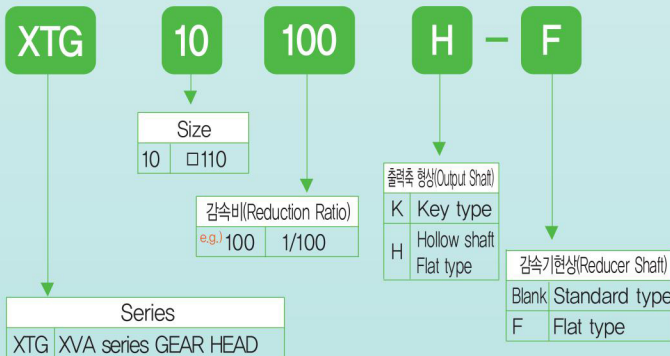 XTG 10 100 H - F
Size
10 □110
감속비(Reduction Ratio)
e.g.) 100 1/100
출력축 형상(Output Shaft)
K Key type
H Hollow shaft
Flat type
감속기현상(Reducer Shaft)
Blank Standard type
F Flat type
Series
XTG XVA series GEAR HEAD